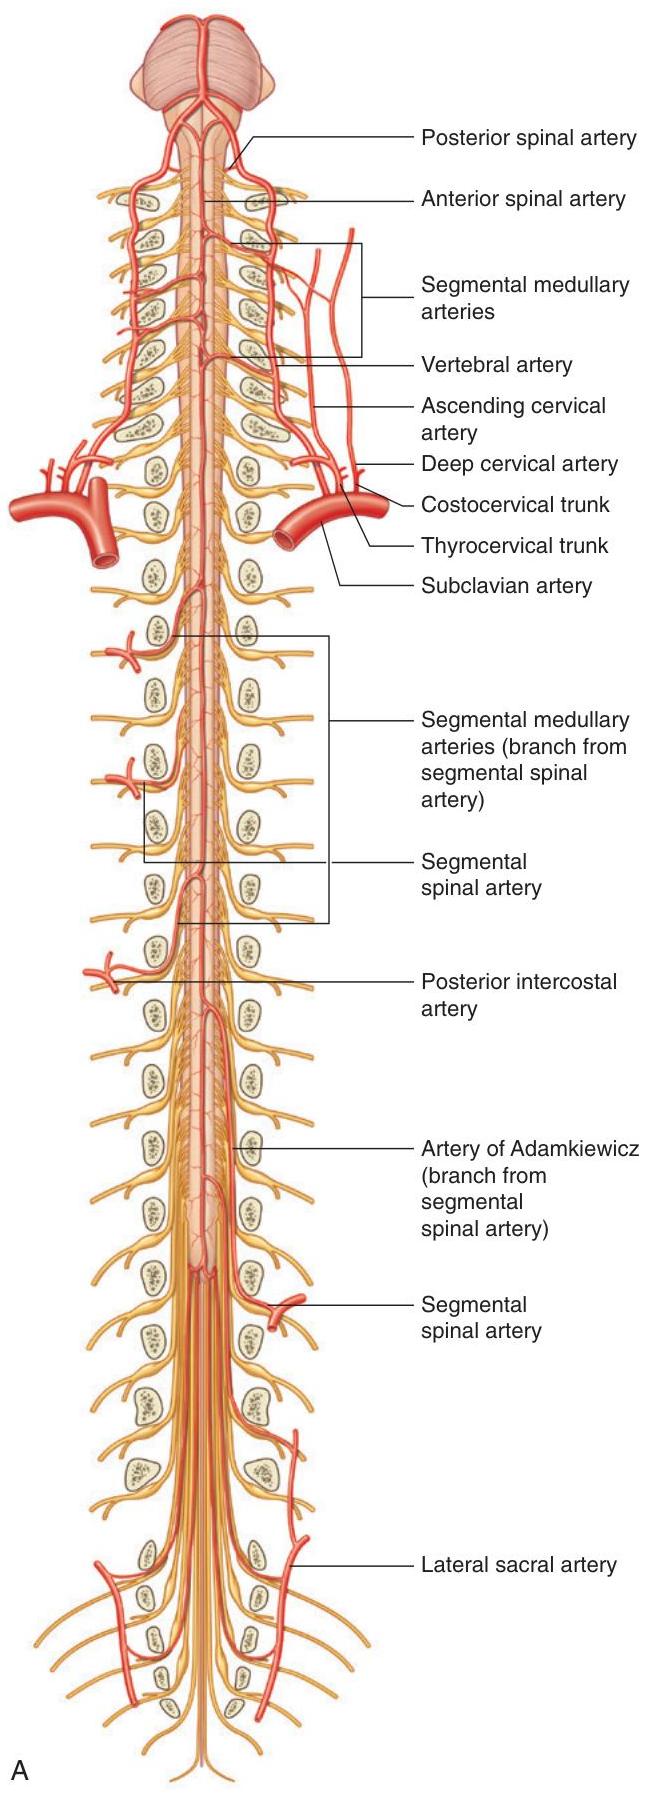 Posterior spinal artery
Anterior spinal artery
Segmental medullary
arteries
Vertebral artery
Ascending cervical
artery
Deep cervical artery
Costocervical trunk
Thyrocervical trunk
Subclavian artery
Segmental medullary
arteries (branch from
segmental spinal
artery)
Segmental
spinal artery
Posterior intercostal
artery
Artery of Adamkiewicz
(branch from
segmental
spinal artery)
Segmental
spinal artery
Lateral sacral artery
A